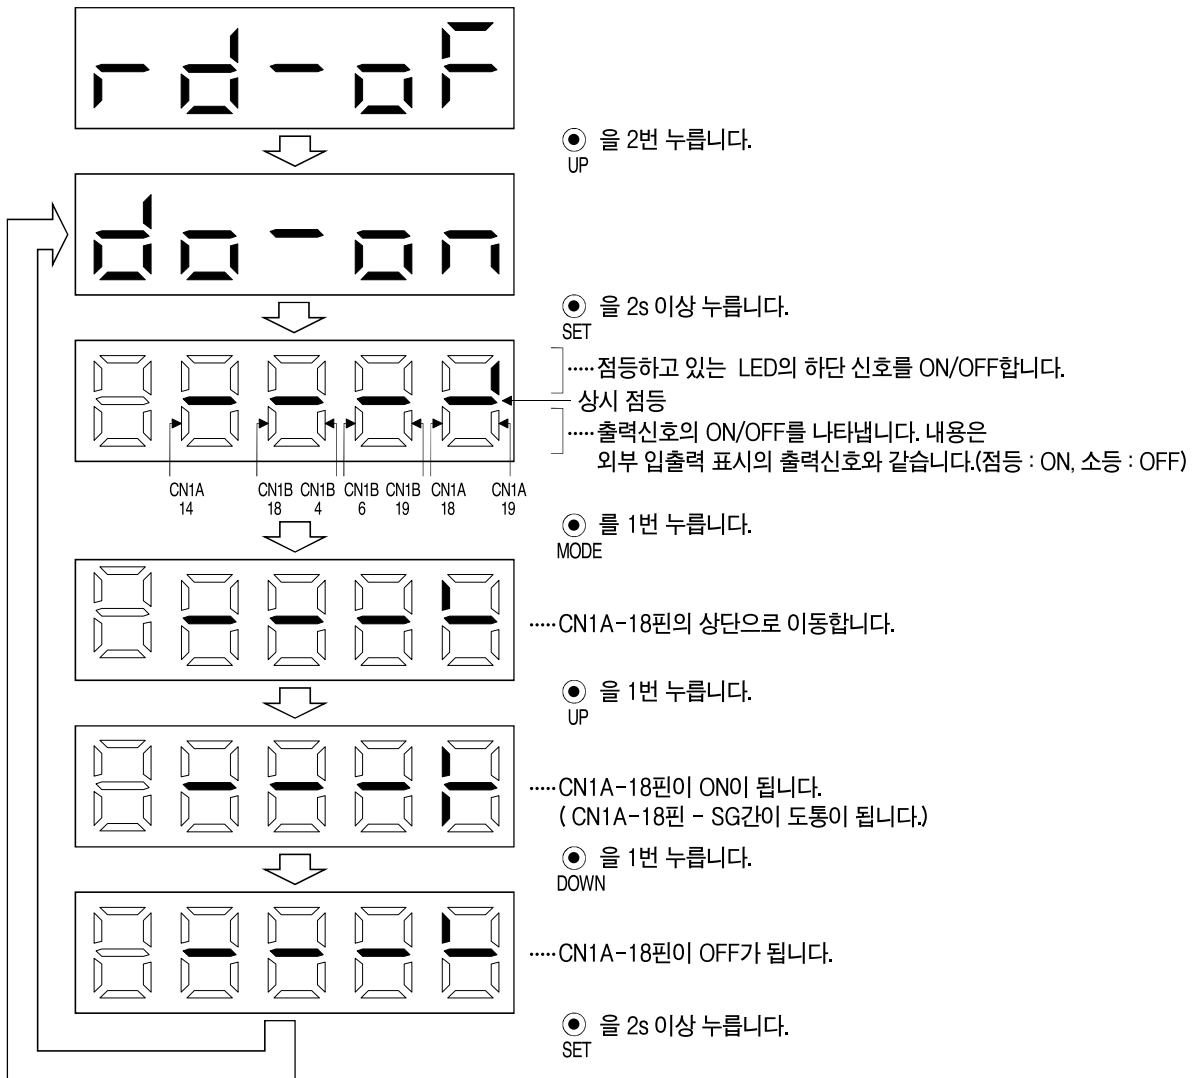 rd-oF
을 2번 누릅니다.
UP
do-on
을 2s 이상 누릅니다.
SET
·····점등하고 있는 LED의 하단 신호를 ON/OFF합니다.
상시 점등
·····출력신호의 ON/OFF를 나타냅니다. 내용은
외부 입출력 표시의 출력신호와 같습니다.(점등 : ON, 소등 : OFF)
CN1A CN1B CN1B CN1B CN1B CN1A CN1A
14 18 4 6 19 18 19
를 1번 누릅니다.
MODE
·····CN1A-18핀의 상단으로 이동합니다.
을 1번 누릅니다.
UP
·····CN1A-18핀이 ON이 됩니다.
( CN1A-18핀 - SG간이 도통이 됩니다.)
을 1번 누릅니다.
DOWN
·····CN1A-18핀이 OFF가 됩니다.
을 2s 이상 누릅니다.
SET